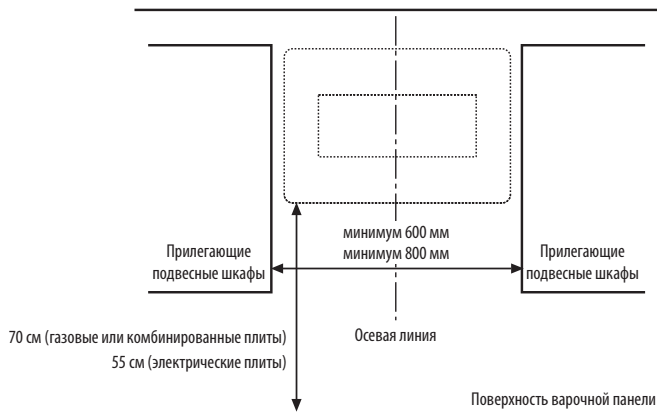 минимум 600 мм
минимум 800 мм
Прилегающие
подвесные шкафы
Прилегающие
подвесные шкафы
70 см (газовые или комбинированные плиты)
55 см (электрические плиты)
Осевая линия
Поверхность варочной панели